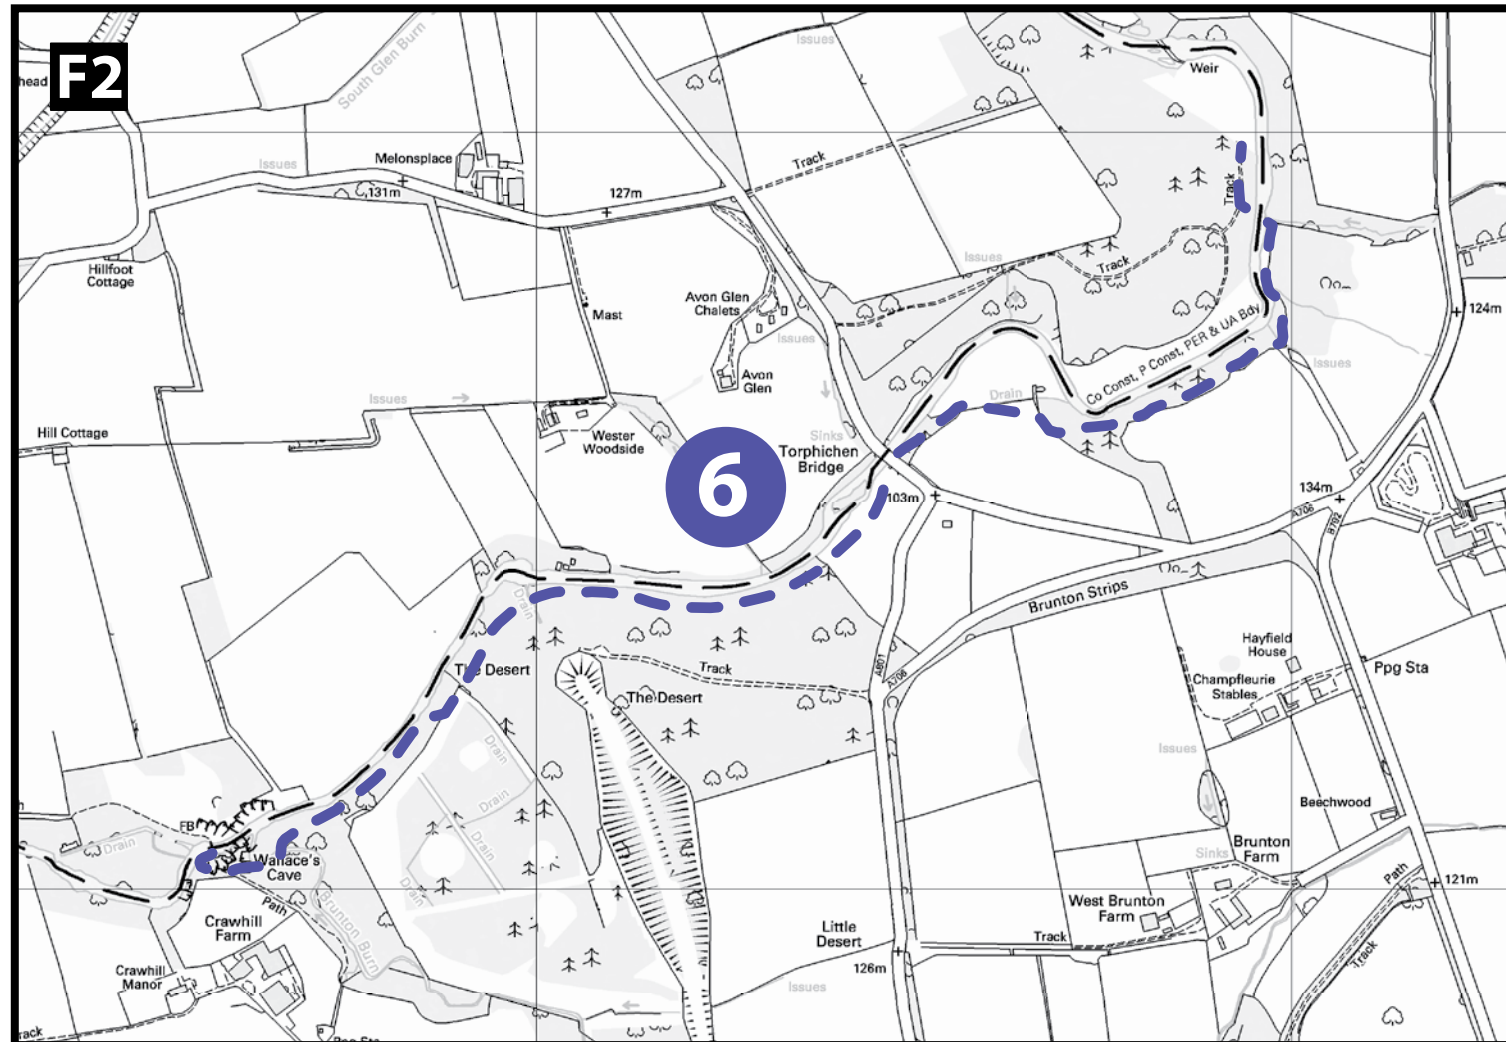 F2
head
South Glen Burn
Issues
Weir
Issues
Melonsplace
131m
127m
Track
Track
Hillfoot
Cottage
Issues
Track
Mast
Avon Glen
Chalets
Issues
Avon
Glen
Co Const, P Const, PER & UA Bdy
124m
Issues
Issues
Drain
Hill Cottage
Wester
Woodside
Sinks
Torphichen
Bridge
6
103m
134m
A706
B792
Drain
Brunton Strips
The Desert
Track
The Desert
A801
A706
Hayfield
House
Champfleurie
Stables
Ppg Sta
Drain
Issues
Drain
Beechwood
FB
Drain
Drain
Wallace's
Cave
Sinks
Brunton
Farm
Path
121m
Drain
Path
Crawhill
Farm
Brunton Burn
West Brunton
Farm
Little
Desert
Track
126m
Crawhill
Manor
Issues
Track